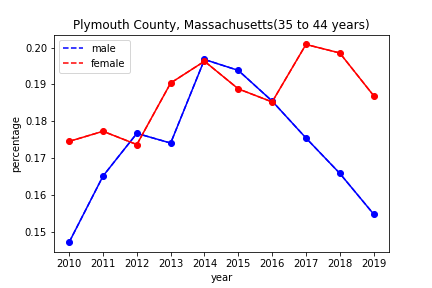 Plymouth County, Massachusetts(35 to 44 years)
male
female
percentage
0.20
0.19
0.18
0.17
0.16
0.15
2010 2011 2012 2013 2014 2015 2016 2017 2018 2019
year